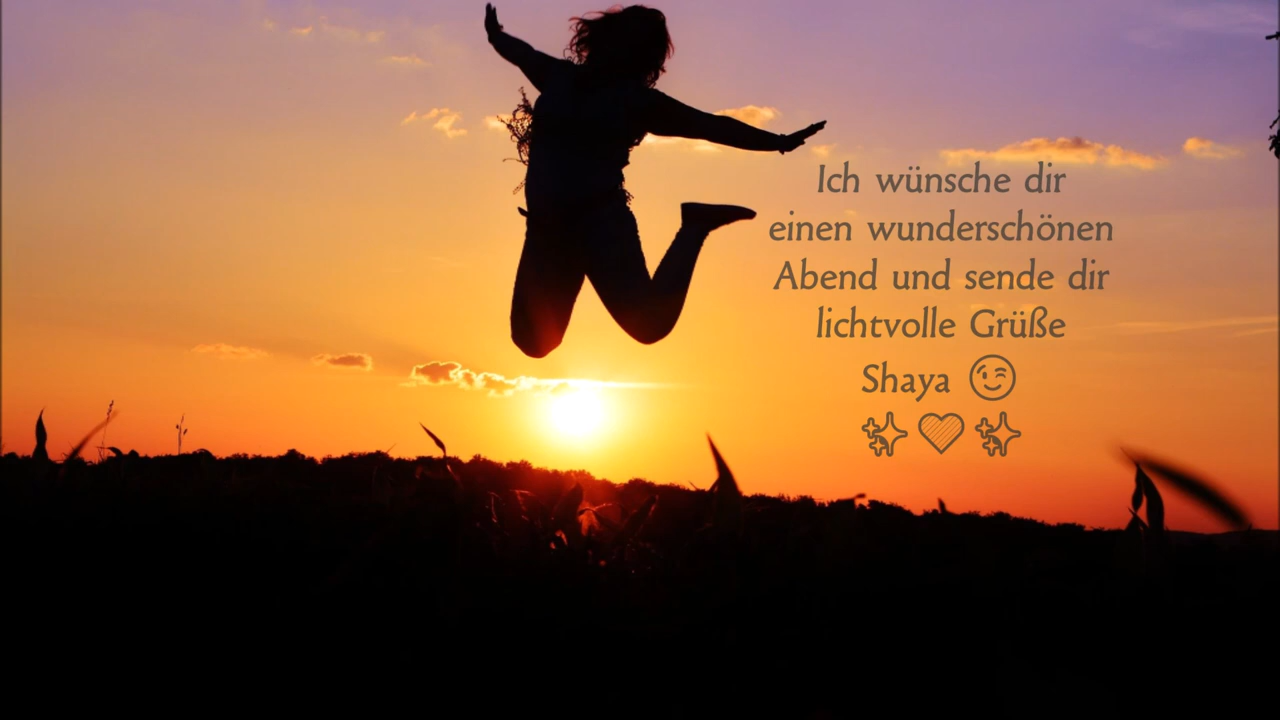 Ich wünsche dir
einen wunderschönen
Abend und sende dir
lichtvolle Grüße
Shaya 😉
✨💛✨